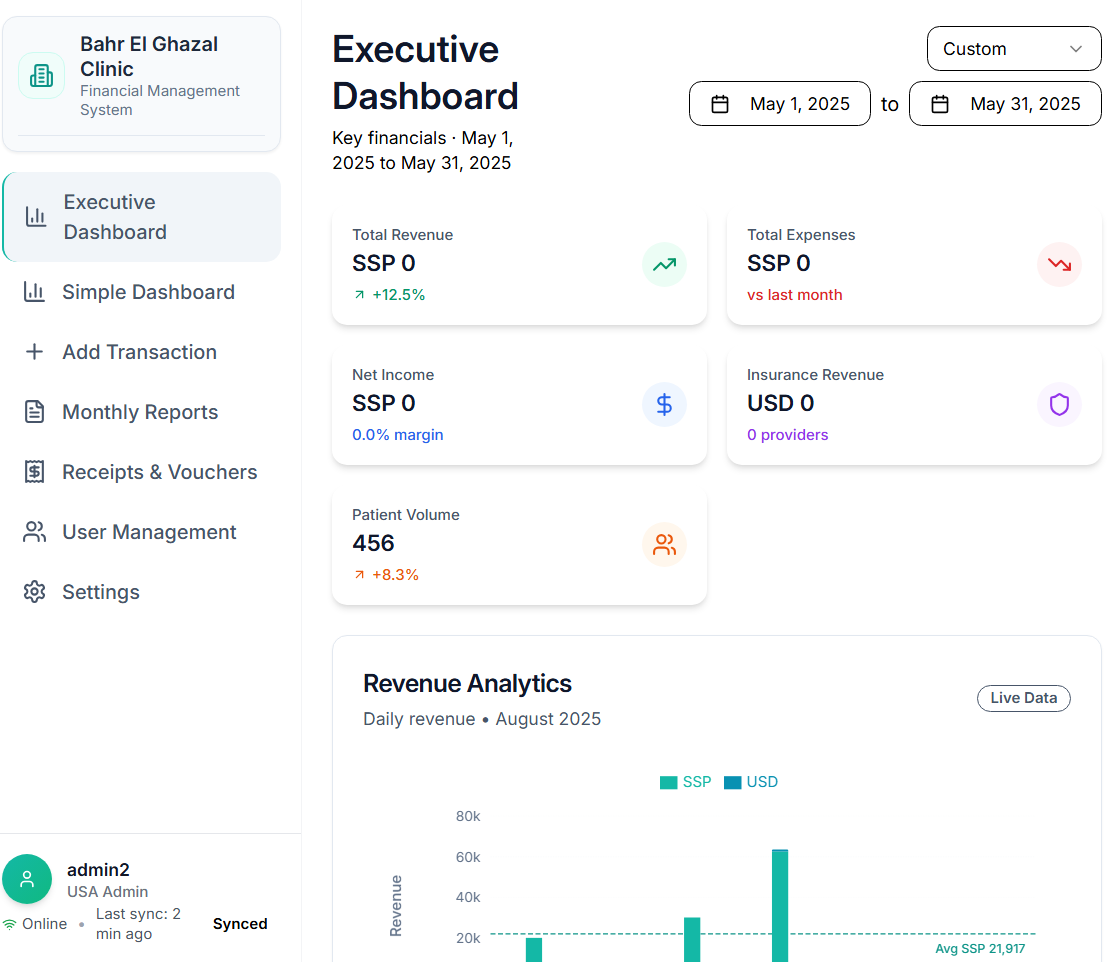 Bahr El Ghazal
Clinic
Financial Management
System
Executive
Dashboard
Simple Dashboard
Add Transaction
Monthly Reports
Receipts & Vouchers
User Management
Settings
admin2
USA Admin
Online • Last sync: 2
min ago
Synced
Executive
Dashboard
Key financials · May 1,
2025 to May 31, 2025
Custom
May 1, 2025 to May 31, 2025
Total Revenue
SSP 0
+12.5%
Total Expenses
SSP 0
vs last month
Net Income
SSP 0
0.0% margin
Insurance Revenue
USD 0
0 providers
Patient Volume
456
+8.3%
Revenue Analytics
Daily revenue • August 2025
Live Data
SSP USD
80k
60k
40k
20k
Revenue
Avg SSP 21,917